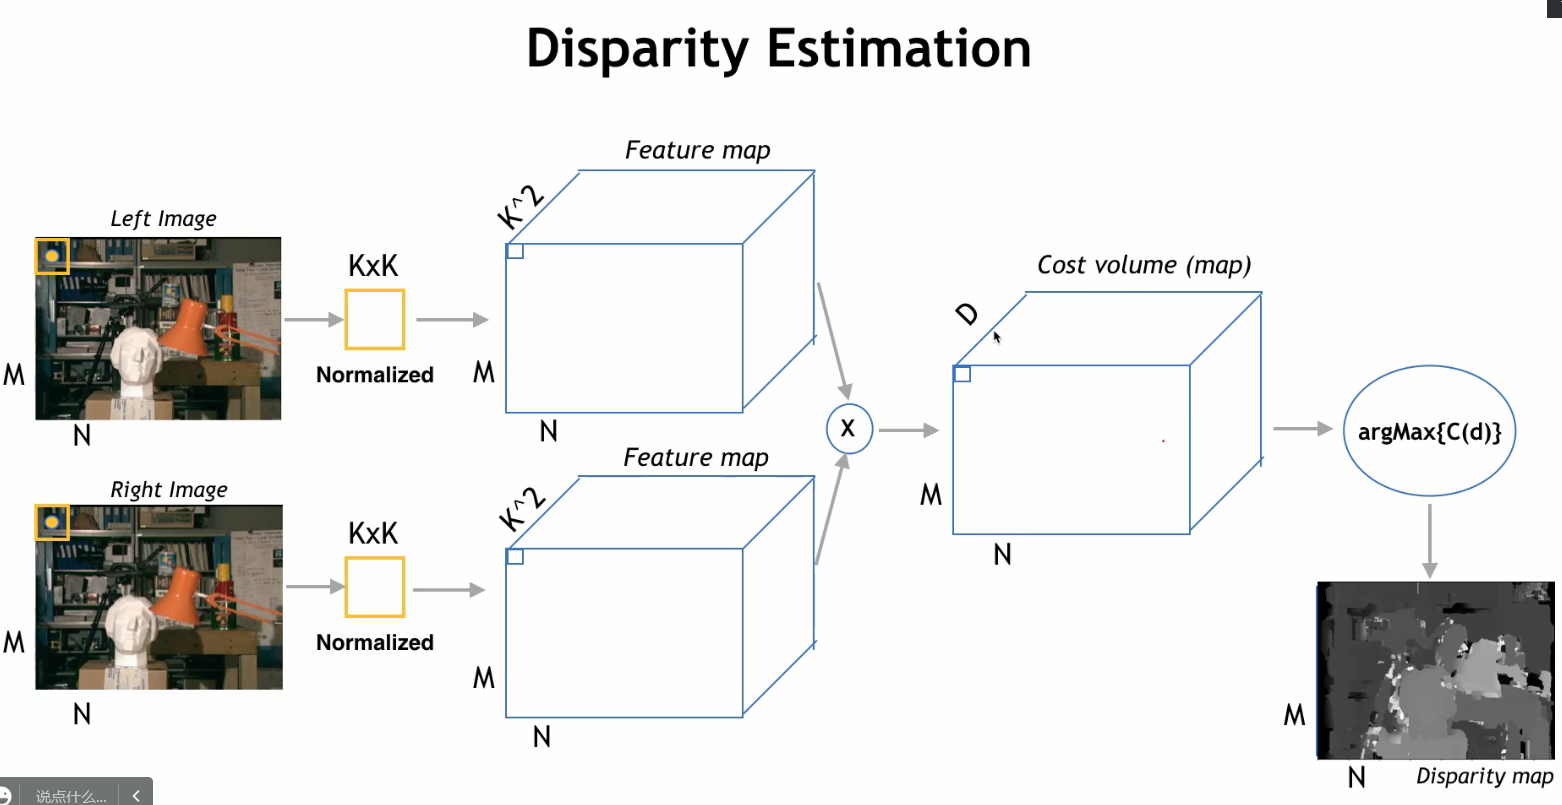 Disparity Estimation
Feature map
K^2
Left Image
KxK
Normalized
M
N
M
N
Cost volume (map)
D
M
N
X
argMax{C(d)}
Feature map
K^2
Right Image
KxK
Normalized
M
N
M
N
M
N
Disparity map
说点什么...